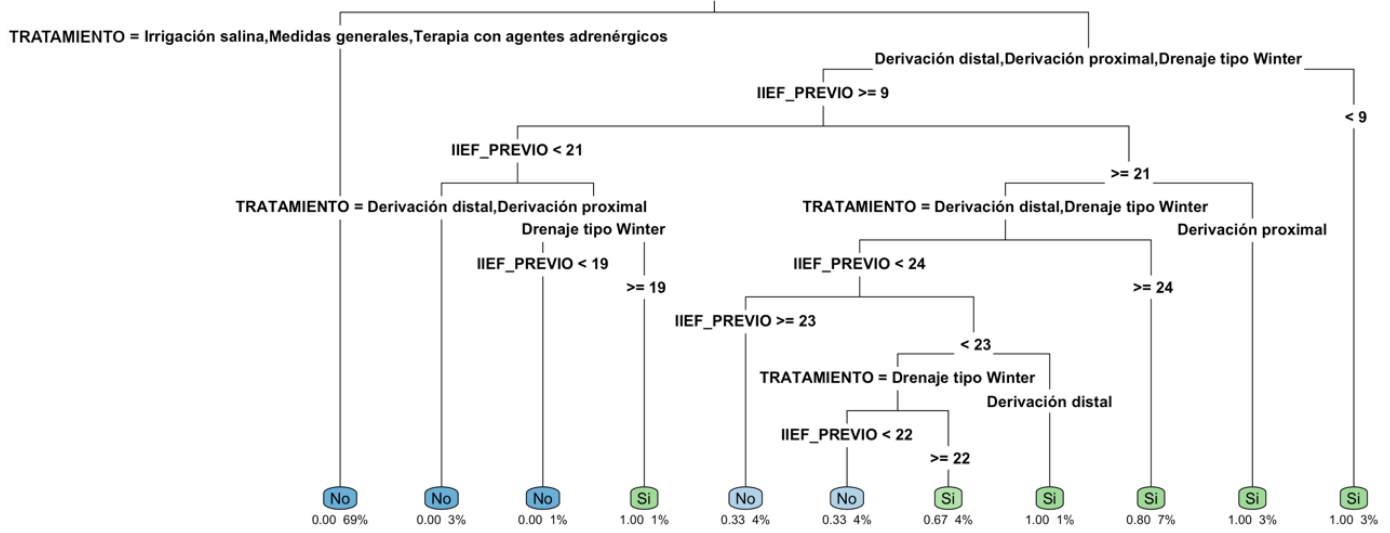 TRATAMIENTO = Irrigación salina,Medidas generales,Terapia con agentes adrenérgicos
Derivación distal,Derivación proximal,Drenaje tipo Winter
IIEF_PREVIO >= 9
< 9
IIEF_PREVIO < 21
>= 21
TRATAMIENTO = Derivación distal,Derivación proximal
TRATAMIENTO = Derivación distal,Drenaje tipo Winter
Drenaje tipo Winter
Derivación proximal
IIEF_PREVIO < 19
IIEF_PREVIO < 24
>= 19
>= 24
IIEF_PREVIO >= 23
< 23
TRATAMIENTO = Drenaje tipo Winter
Derivación distal
IIEF_PREVIO < 22
>= 22
No No No Si No No Si Si Si Si Si
0.00 69% 0.00 3% 0.00 1% 1.00 1% 0.33 4% 0.33 4% 0.67 4% 1.00 1% 0.80 7% 1.00 3% 1.00 3%